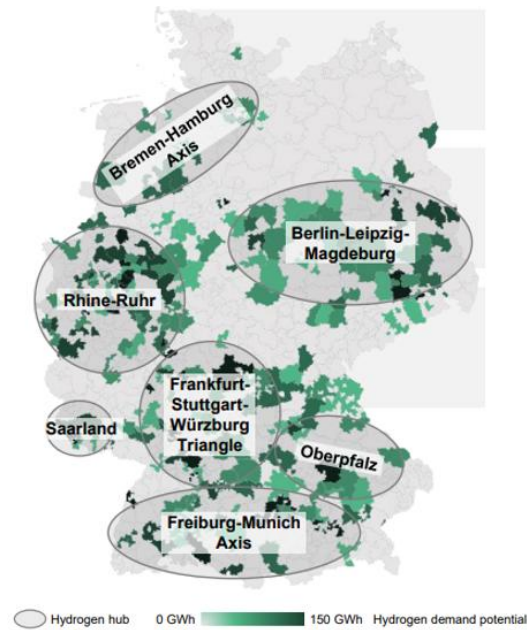 Bremen-Hamburg
Axis
Berlin-Leipzig-
Magdeburg
Rhine-Ruhr
Frankfurt-
Stuttgart-
Würzburg
Triangle
Saarland
Oberpfalz
Freiburg-Munich
Axis
Hydrogen hub 0 GWh 150 GWh Hydrogen demand potential